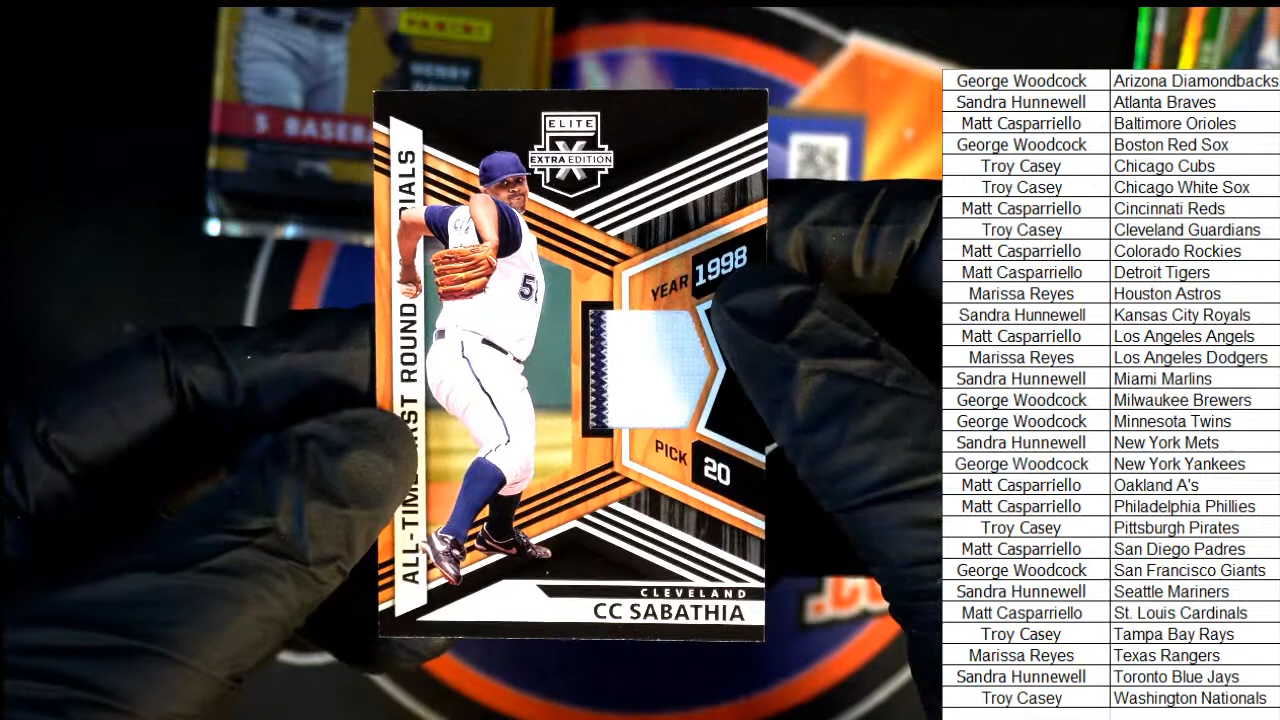 PANINI
HENRY
5 BASEB
ELITE
EXTRA EDITION
X
YEAR 1998
PICK 20
CLEVELAND
CC SABATHIA
George Woodcock Arizona Diamondbacks
Sandra Hunnewell Atlanta Braves
Matt Casparriello Baltimore Orioles
George Woodcock Boston Red Sox
Troy Casey Chicago Cubs
Troy Casey Chicago White Sox
Matt Casparriello Cincinnati Reds
Troy Casey Cleveland Guardians
Matt Casparriello Colorado Rockies
Matt Casparriello Detroit Tigers
Marissa Reyes Houston Astros
Sandra Hunnewell Kansas City Royals
Matt Casparriello Los Angeles Angels
Marissa Reyes Los Angeles Dodgers
Sandra Hunnewell Miami Marlins
George Woodcock Milwaukee Brewers
George Woodcock Minnesota Twins
Sandra Hunnewell New York Mets
George Woodcock New York Yankees
Matt Casparriello Oakland A's
Matt Casparriello Philadelphia Phillies
Troy Casey Pittsburgh Pirates
Matt Casparriello San Diego Padres
George Woodcock San Francisco Giants
Sandra Hunnewell Seattle Mariners
Matt Casparriello St. Louis Cardinals
Troy Casey Tampa Bay Rays
Marissa Reyes Texas Rangers
Sandra Hunnewell Toronto Blue Jays
Troy Casey Washington Nationals